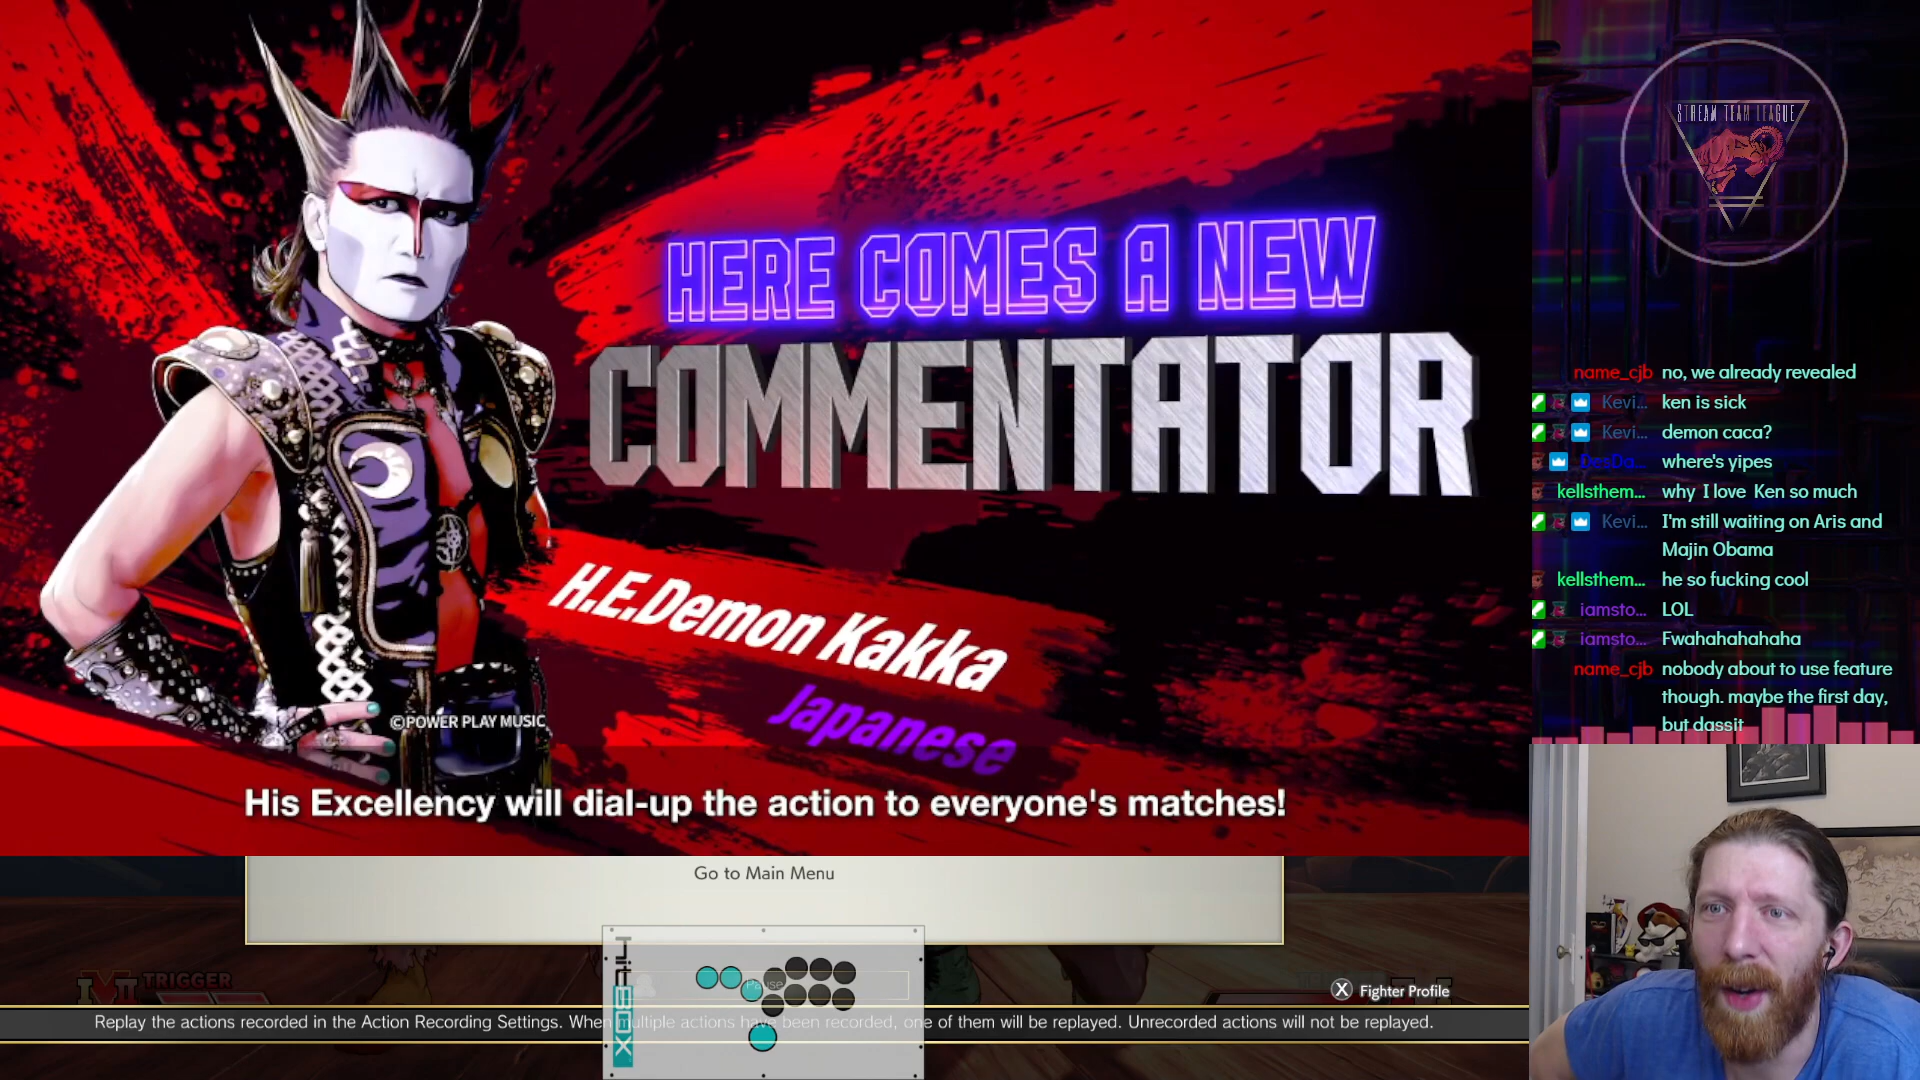 HERE COMES A NEW
COMMENTATOR
H.E.Demon Kakka
Japanese
©POWER PLAY MUSIC
His Excellency will dial-up the action to everyone's matches!
Go to Main Menu
TRIGGER
Pause
hitBOX
X Fighter Profile
Replay the actions recorded in the Action Recording Settings. When multiple actions have been recorded, one of them will be replayed. Unrecorded actions will not be replayed.
STREAM TEAM LEAGUE
name_cjb no, we already revealed
Kevi... ken is sick
Kevi... demon caca?
DesDa... where's yipes
kellsthem... why I love Ken so much
Kevi... I'm still waiting on Aris and
Majin Obama
kellsthem... he so fucking cool
iamsto... LOL
iamsto... Fwahahahahaha
name_cjb nobody about to use feature
though. maybe the first day,
but dassit